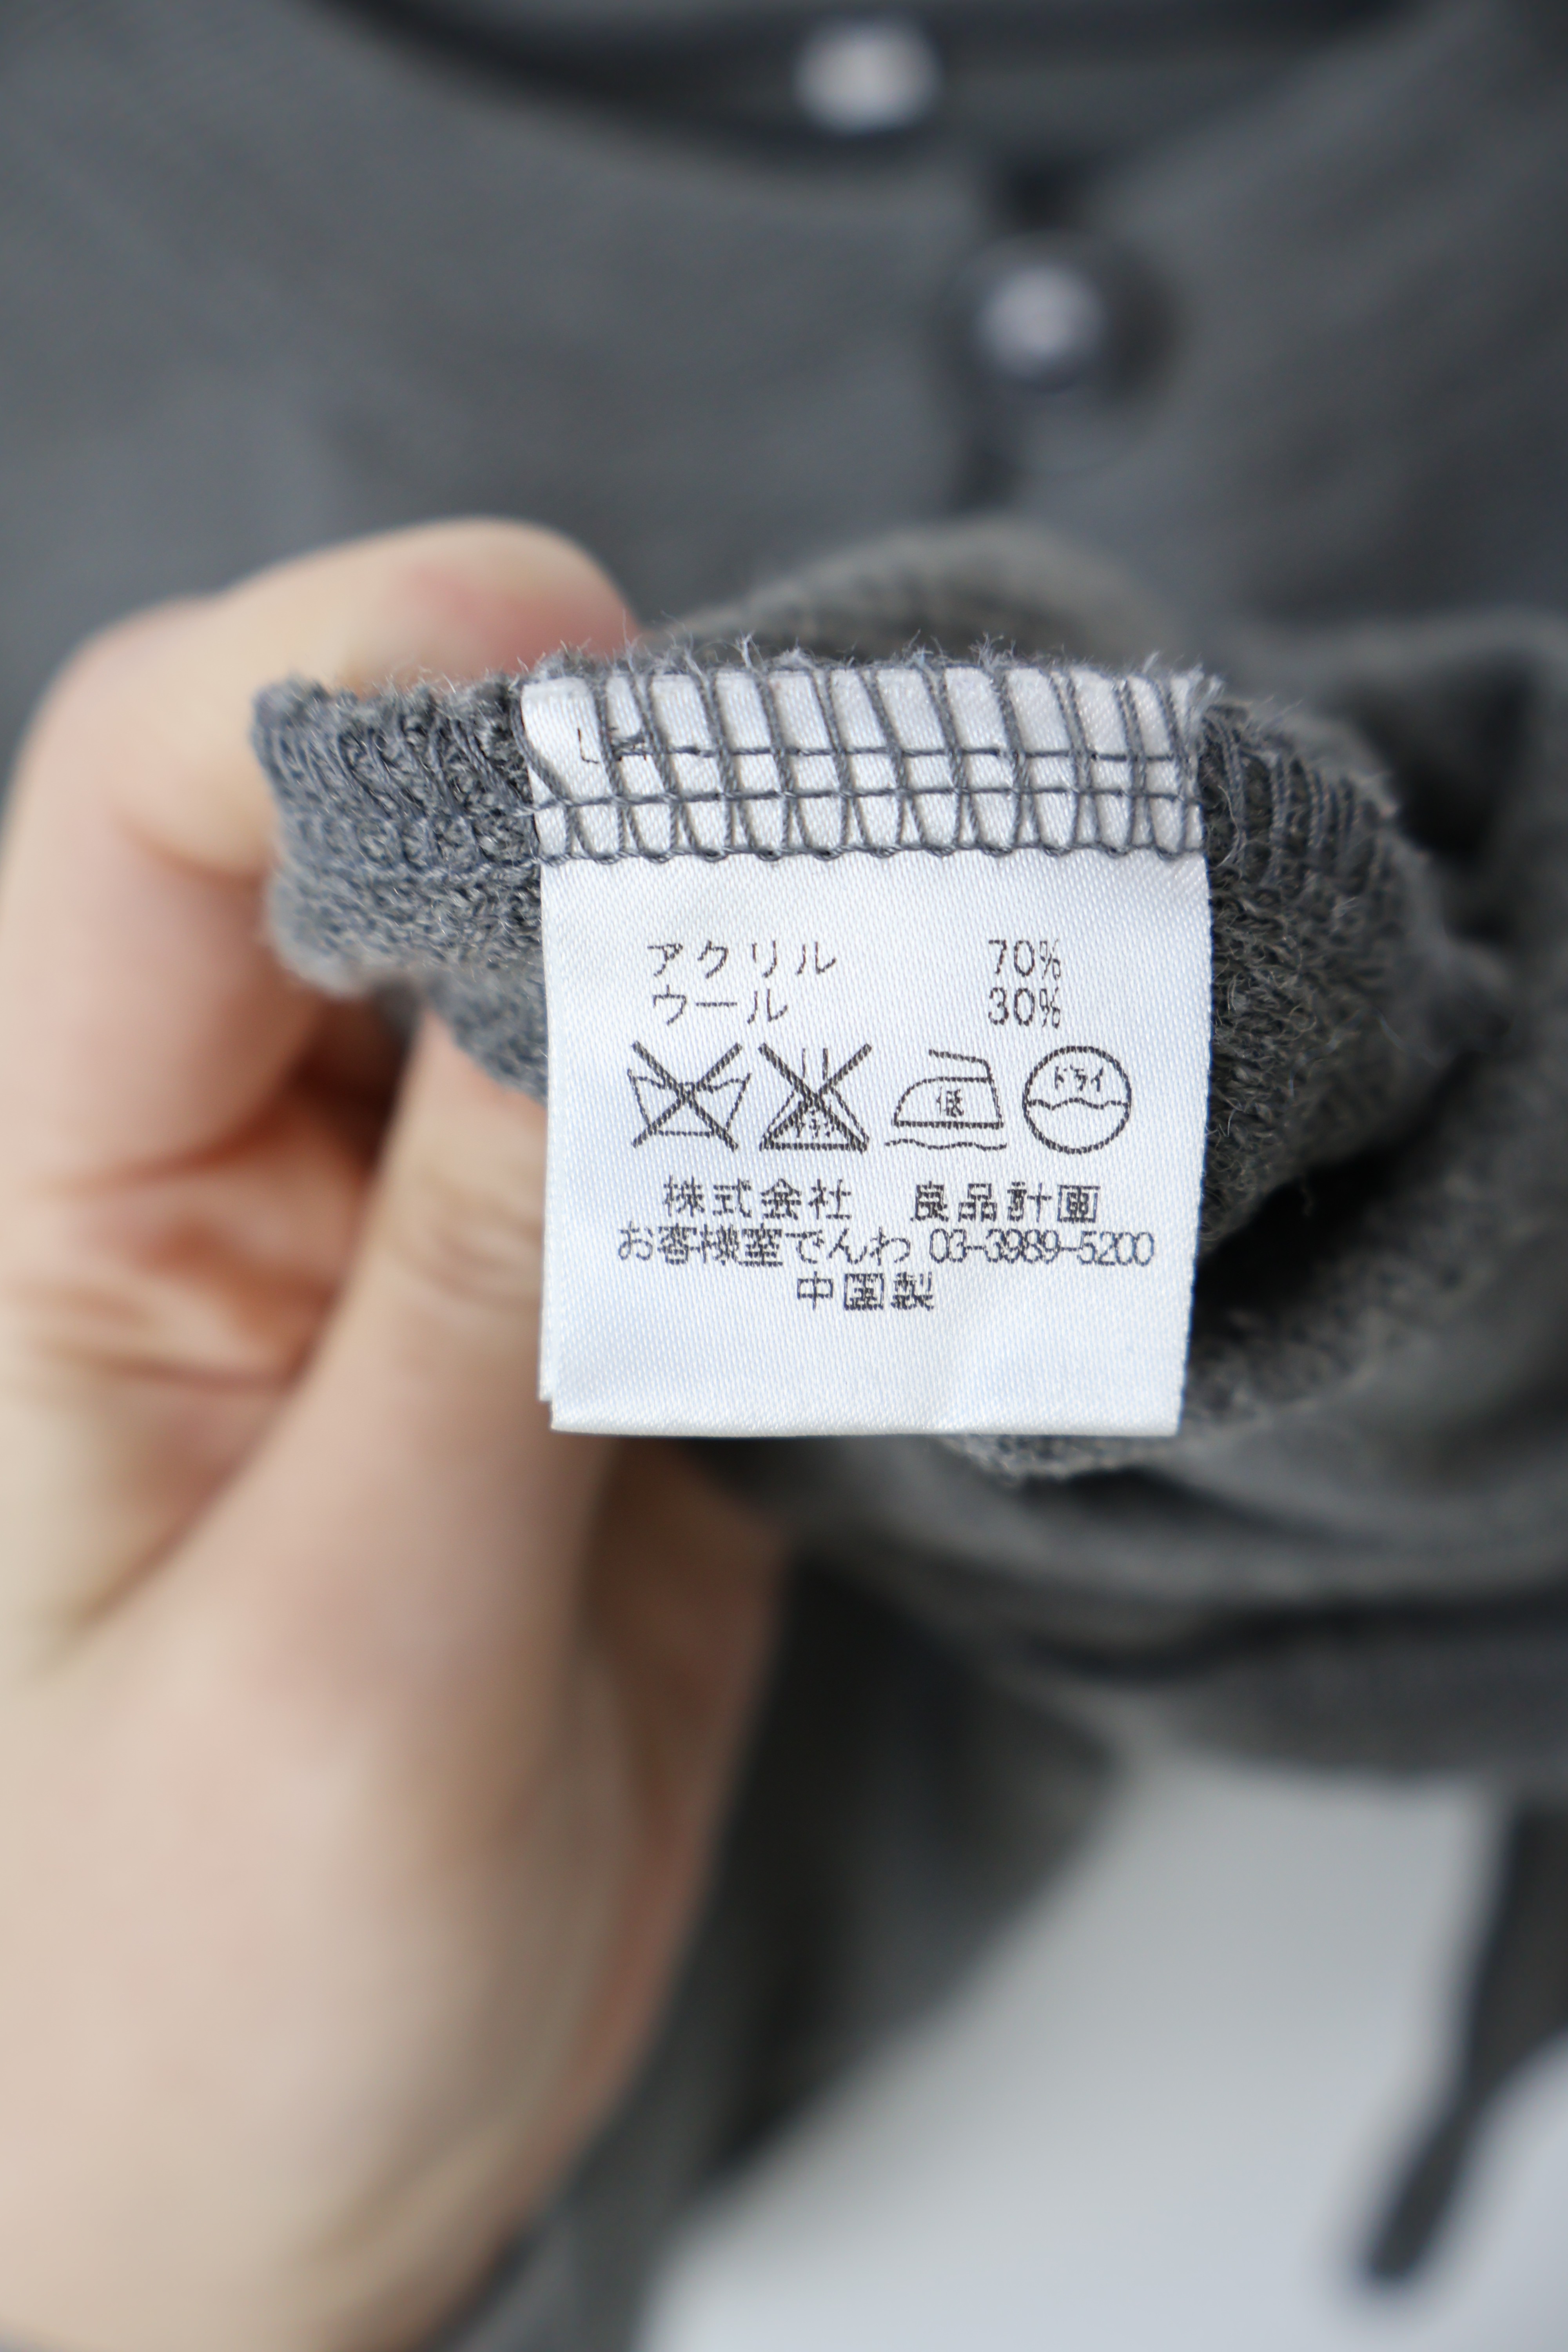 アクリル 70%
ウール 30%
低 ドライ
株式会社 良品計画
お客様室でんわ 03-3989-5200
中国製